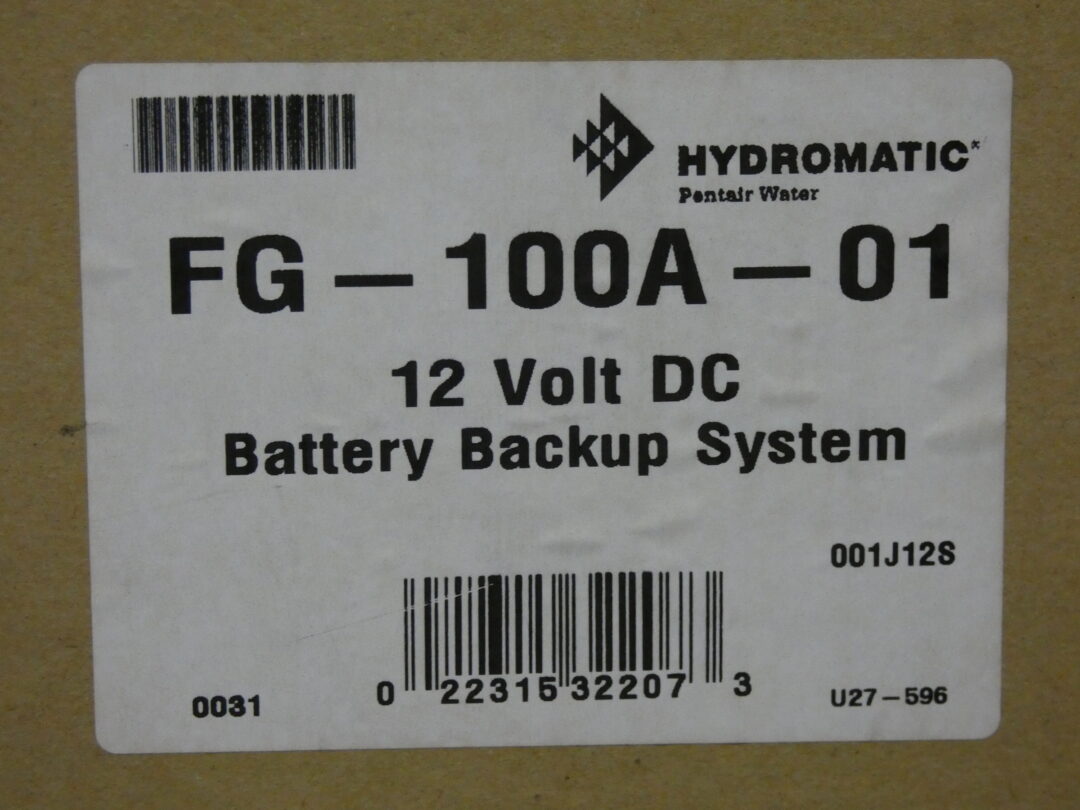 HYDROMATIC
Pentair Water
FG – 100A – 01
12 Volt DC
Battery Backup System
001J12S
0 22315 32207 3
0031
U27 – 596